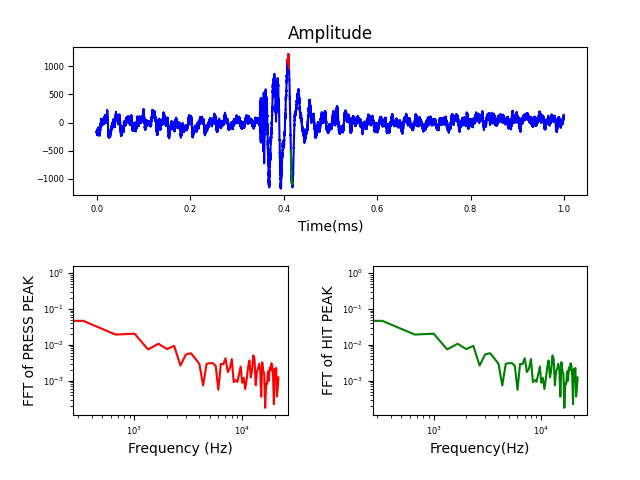 Amplitude
1000
500
0
−500
−1000
0.0 0.2 0.4 0.6 0.8 1.0
Time(ms)
FFT of PRESS PEAK
10⁰
10⁻¹
10⁻²
10⁻³
10³ 10⁴
Frequency (Hz)
FFT of HIT PEAK
10⁰
10⁻¹
10⁻²
10⁻³
10³ 10⁴
Frequency(Hz)